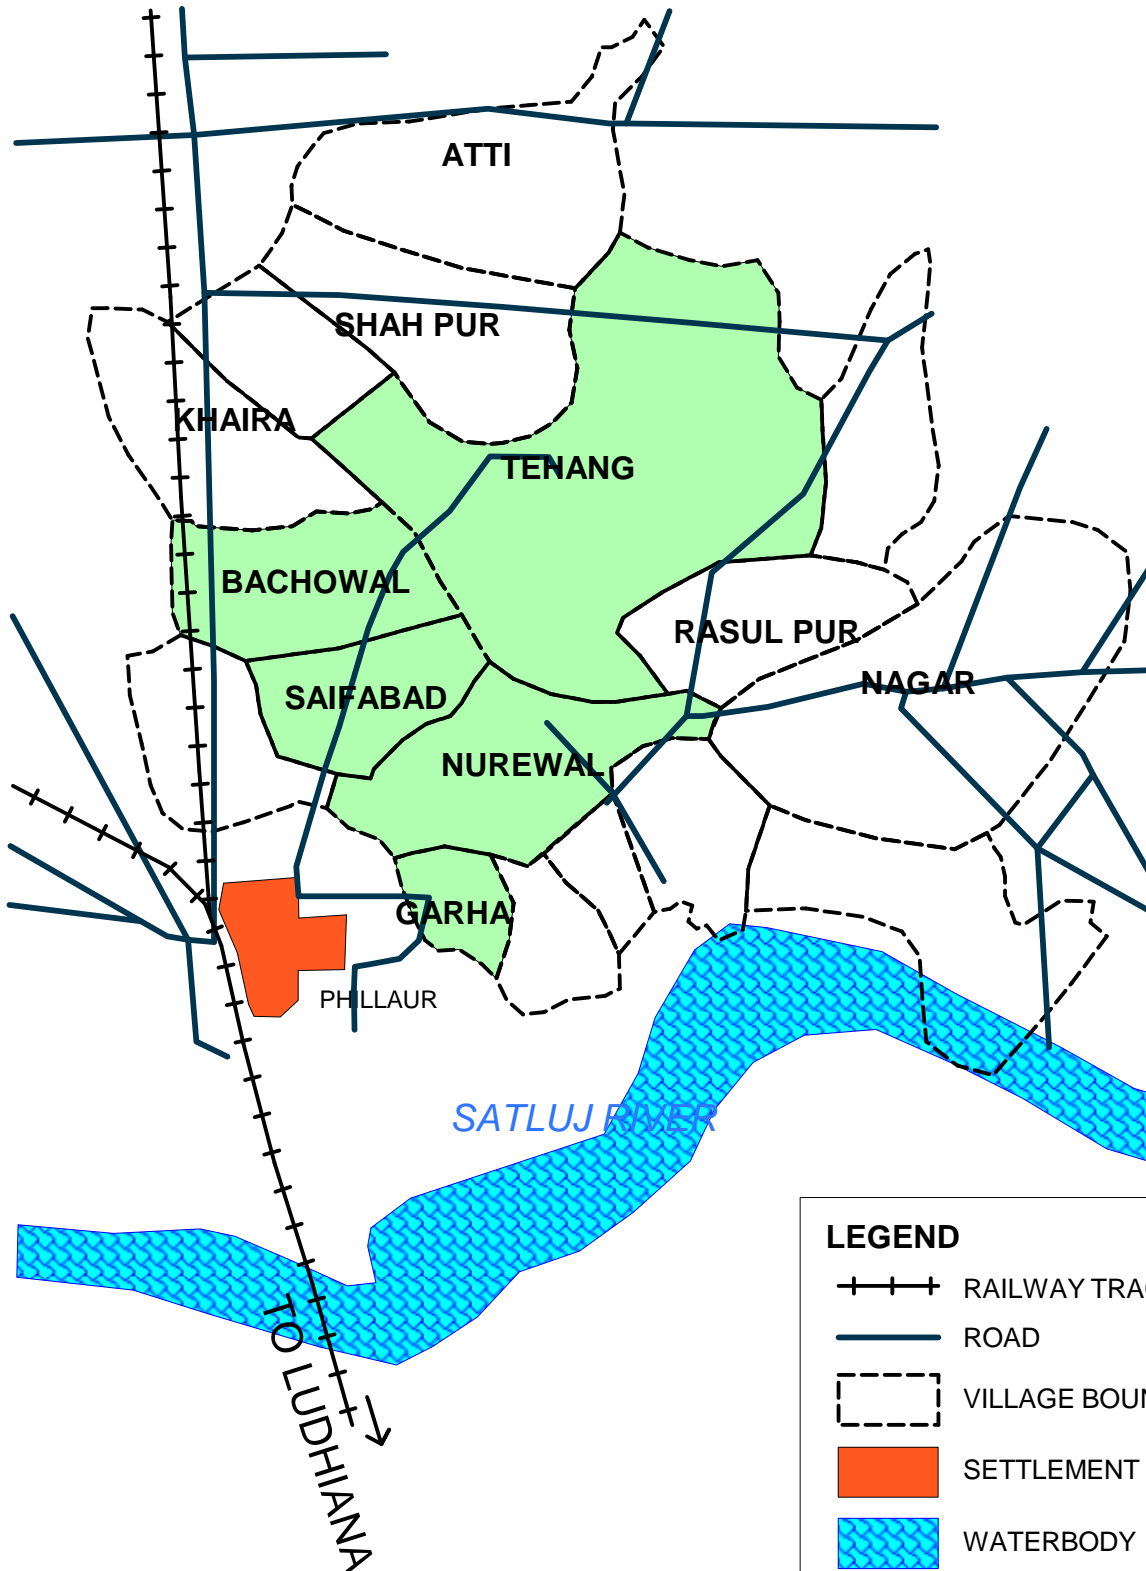 ATTI
SHAH PUR
KHAIRA
TEHANG
BACHOWAL
RASUL PUR
SAIFABAD
NAGAR
NUREWAL
GARHA
PHILLAUR
SATLUJ RIVER
TO LUDHIANA
LEGEND
RAILWAY TRA
ROAD
VILLAGE BOUN
SETTLEMENT
WATERBODY